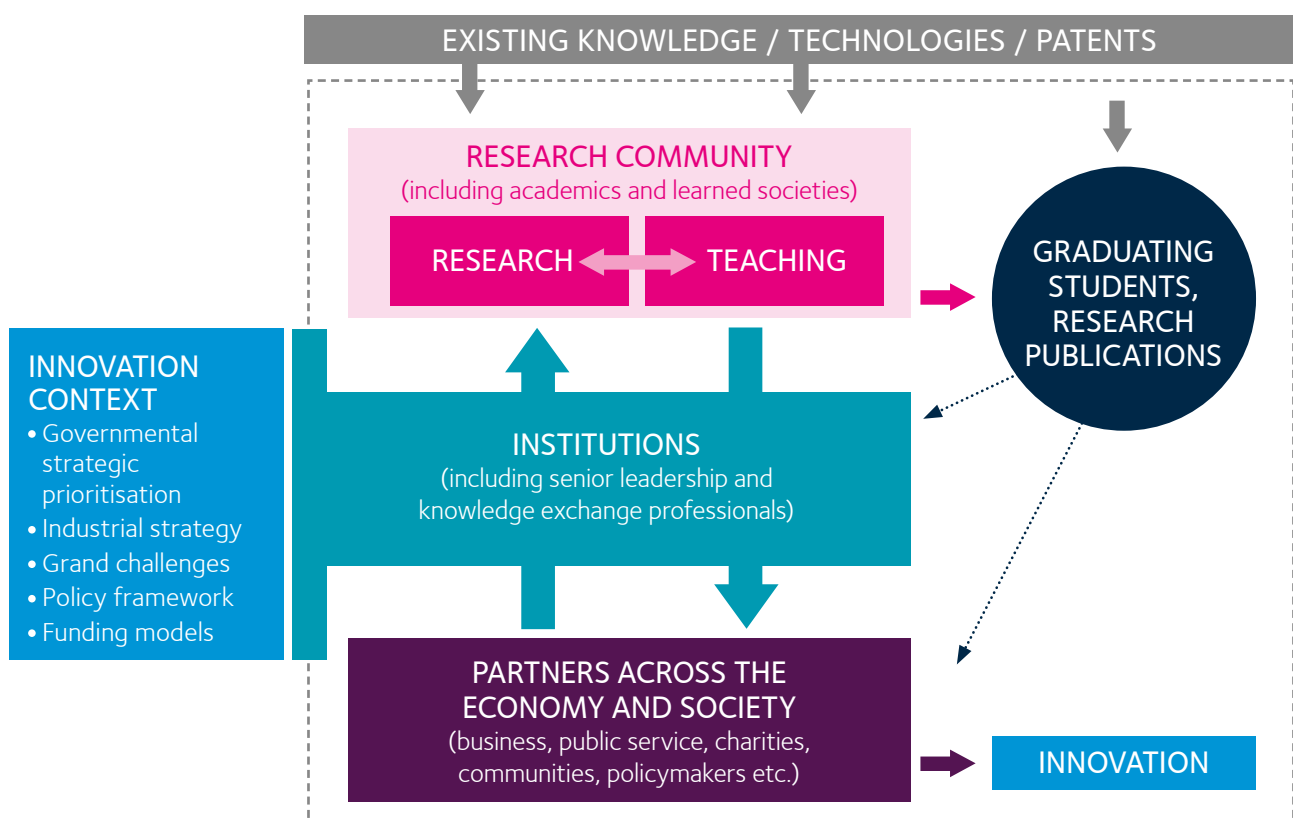 EXISTING KNOWLEDGE / TECHNOLOGIES / PATENTS
RESEARCH COMMUNITY
(including academics and learned societies)
RESEARCH
TEACHING
GRADUATING
STUDENTS,
RESEARCH
PUBLICATIONS
INNOVATION
CONTEXT
• Governmental
strategic
prioritisation
• Industrial strategy
• Grand challenges
• Policy framework
• Funding models
INSTITUTIONS
(including senior leadership and
knowledge exchange professionals)
PARTNERS ACROSS THE
ECONOMY AND SOCIETY
(business, public service, charities,
communities, policymakers etc.)
INNOVATION